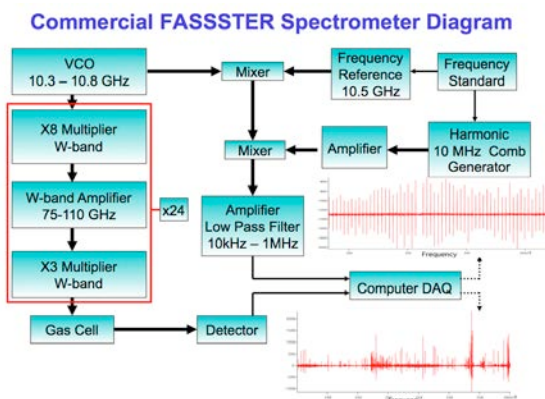 Commercial FASSSTER Spectrometer Diagram
VCO
10.3 – 10.8 GHz
Mixer
Frequency
Reference
10.5 GHz
Frequency
Standard
X8 Multiplier
W-band
Mixer
Amplifier
Harmonic
10 MHz Comb
Generator
W-band Amplifier
75-110 GHz
x24
Amplifier
Low Pass Filter
10kHz – 1MHz
Frequency
X3 Multiplier
W-band
Computer DAQ
Gas Cell
Detector